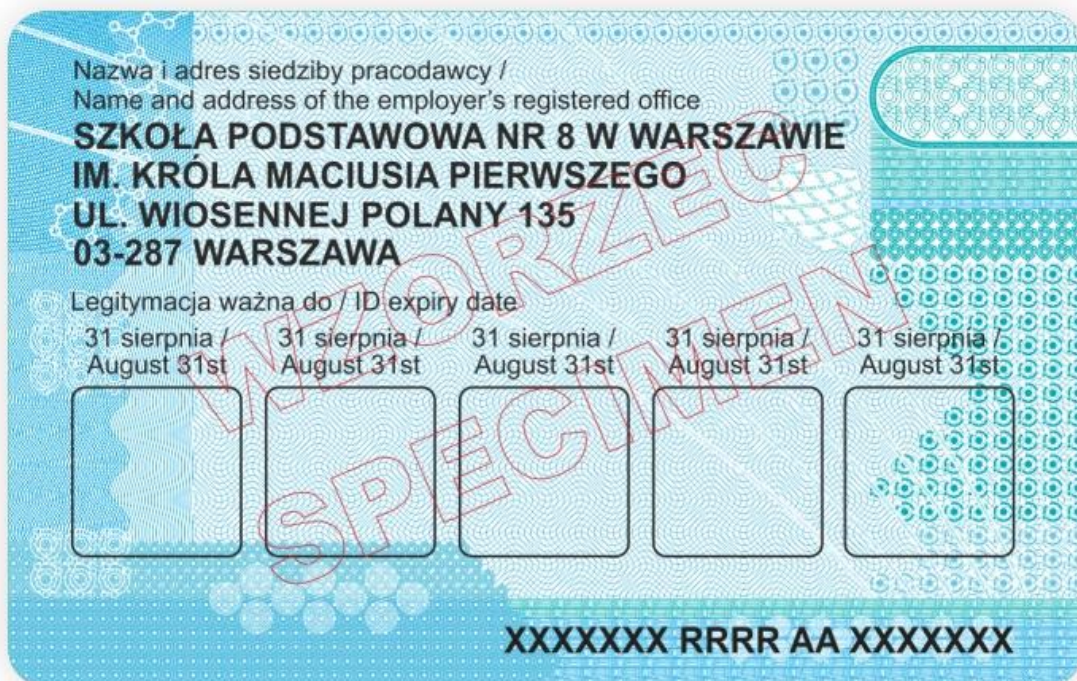 Nazwa i adres siedziby pracodawcy /
Name and address of the employer's registered office
SZKOŁA PODSTAWOWA NR 8 W WARSZAWIE
IM. KRÓLA MACIUSIA PIERWSZEGO
UL. WIOSENNEJ POLANY 135
03-287 WARSZAWA
WZORZEC
SPECIMEN
Legitymacja ważna do / ID expiry date
31 sierpnia / 31 sierpnia / 31 sierpnia / 31 sierpnia / 31 sierpnia /
August 31st August 31st August 31st August 31st August 31st
XXXXXXX RRRR AA XXXXXXX